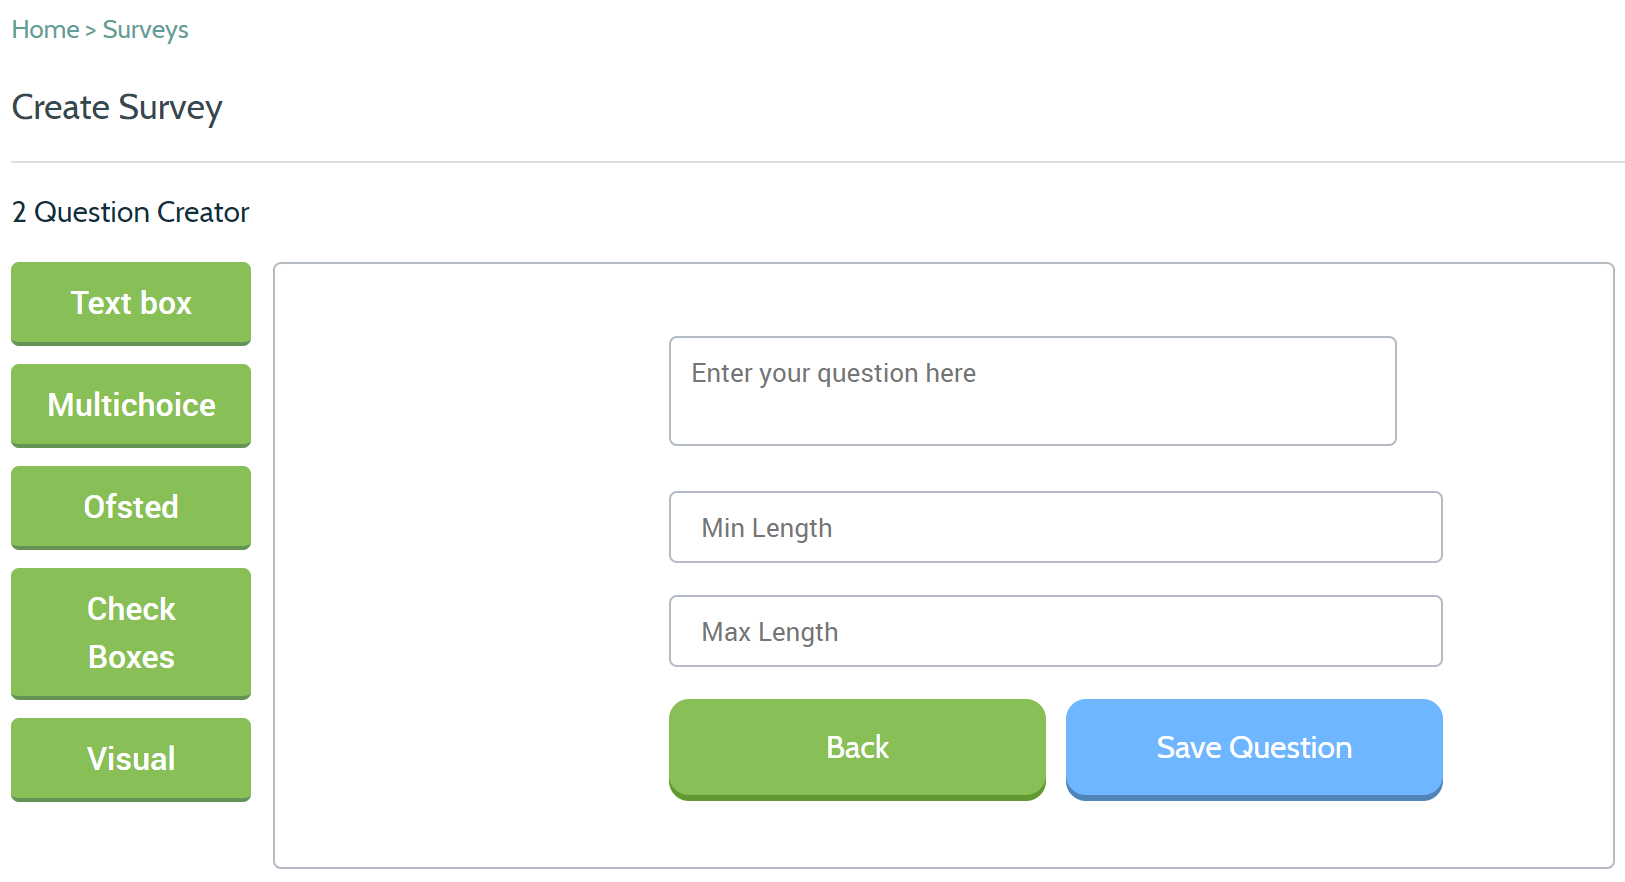 Home > Surveys
Create Survey
2 Question Creator
Text box
Multichoice
Ofsted
Check
Boxes
Visual
Enter your question here
Min Length
Max Length
Back
Save Question